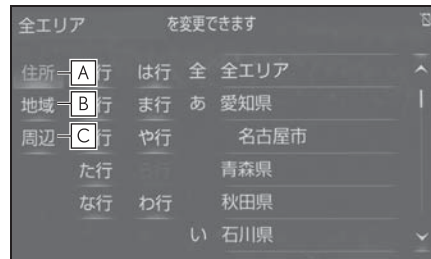 全エリア を変更できます
住所 A 行 は行 全 全エリア
地域 B 行 ま行 あ 愛知県
周辺 C 行 や行 名古屋市
た行 青森県
な行 わ行 秋田県
い 石川県